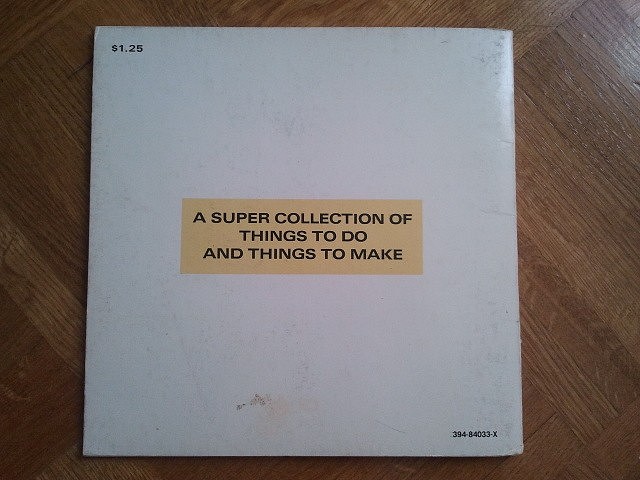 $1.25
A SUPER COLLECTION OF
THINGS TO DO
AND THINGS TO MAKE
394-84033-X